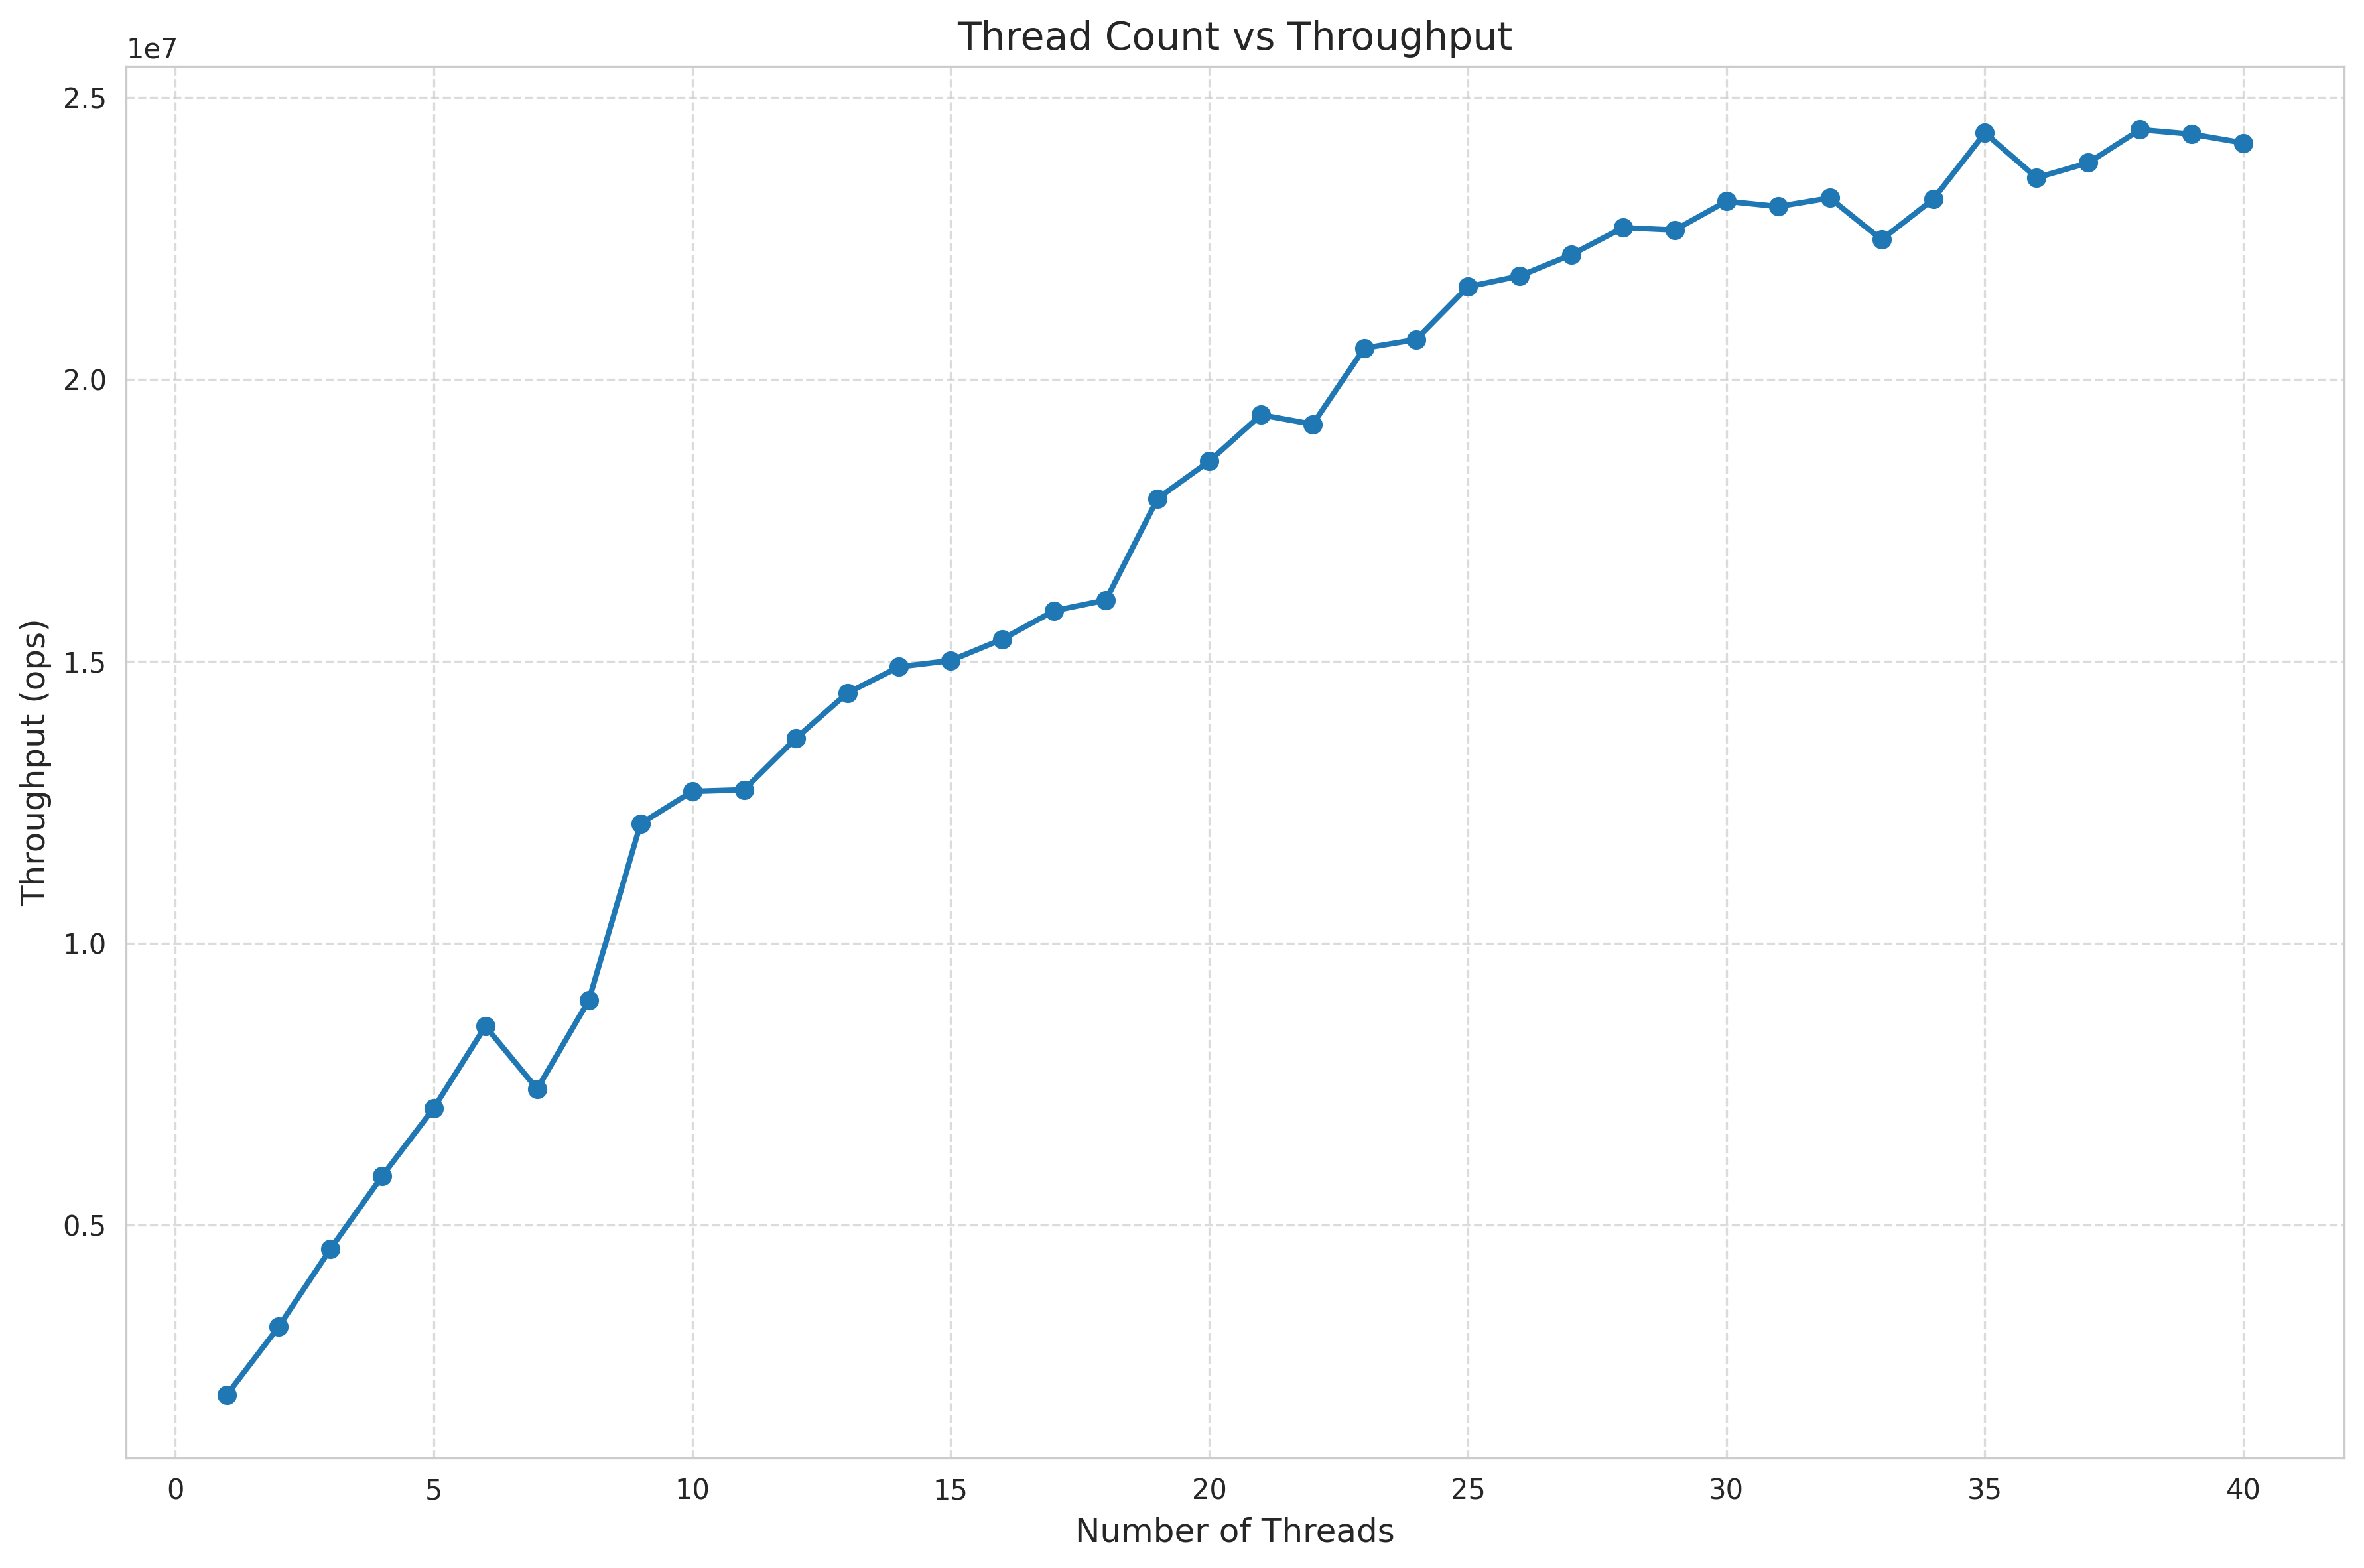 Thread Count vs Throughput
1e7
2.5
2.0
1.5
1.0
0.5
Throughput (ops)
0 5 10 15 20 25 30 35 40
Number of Threads